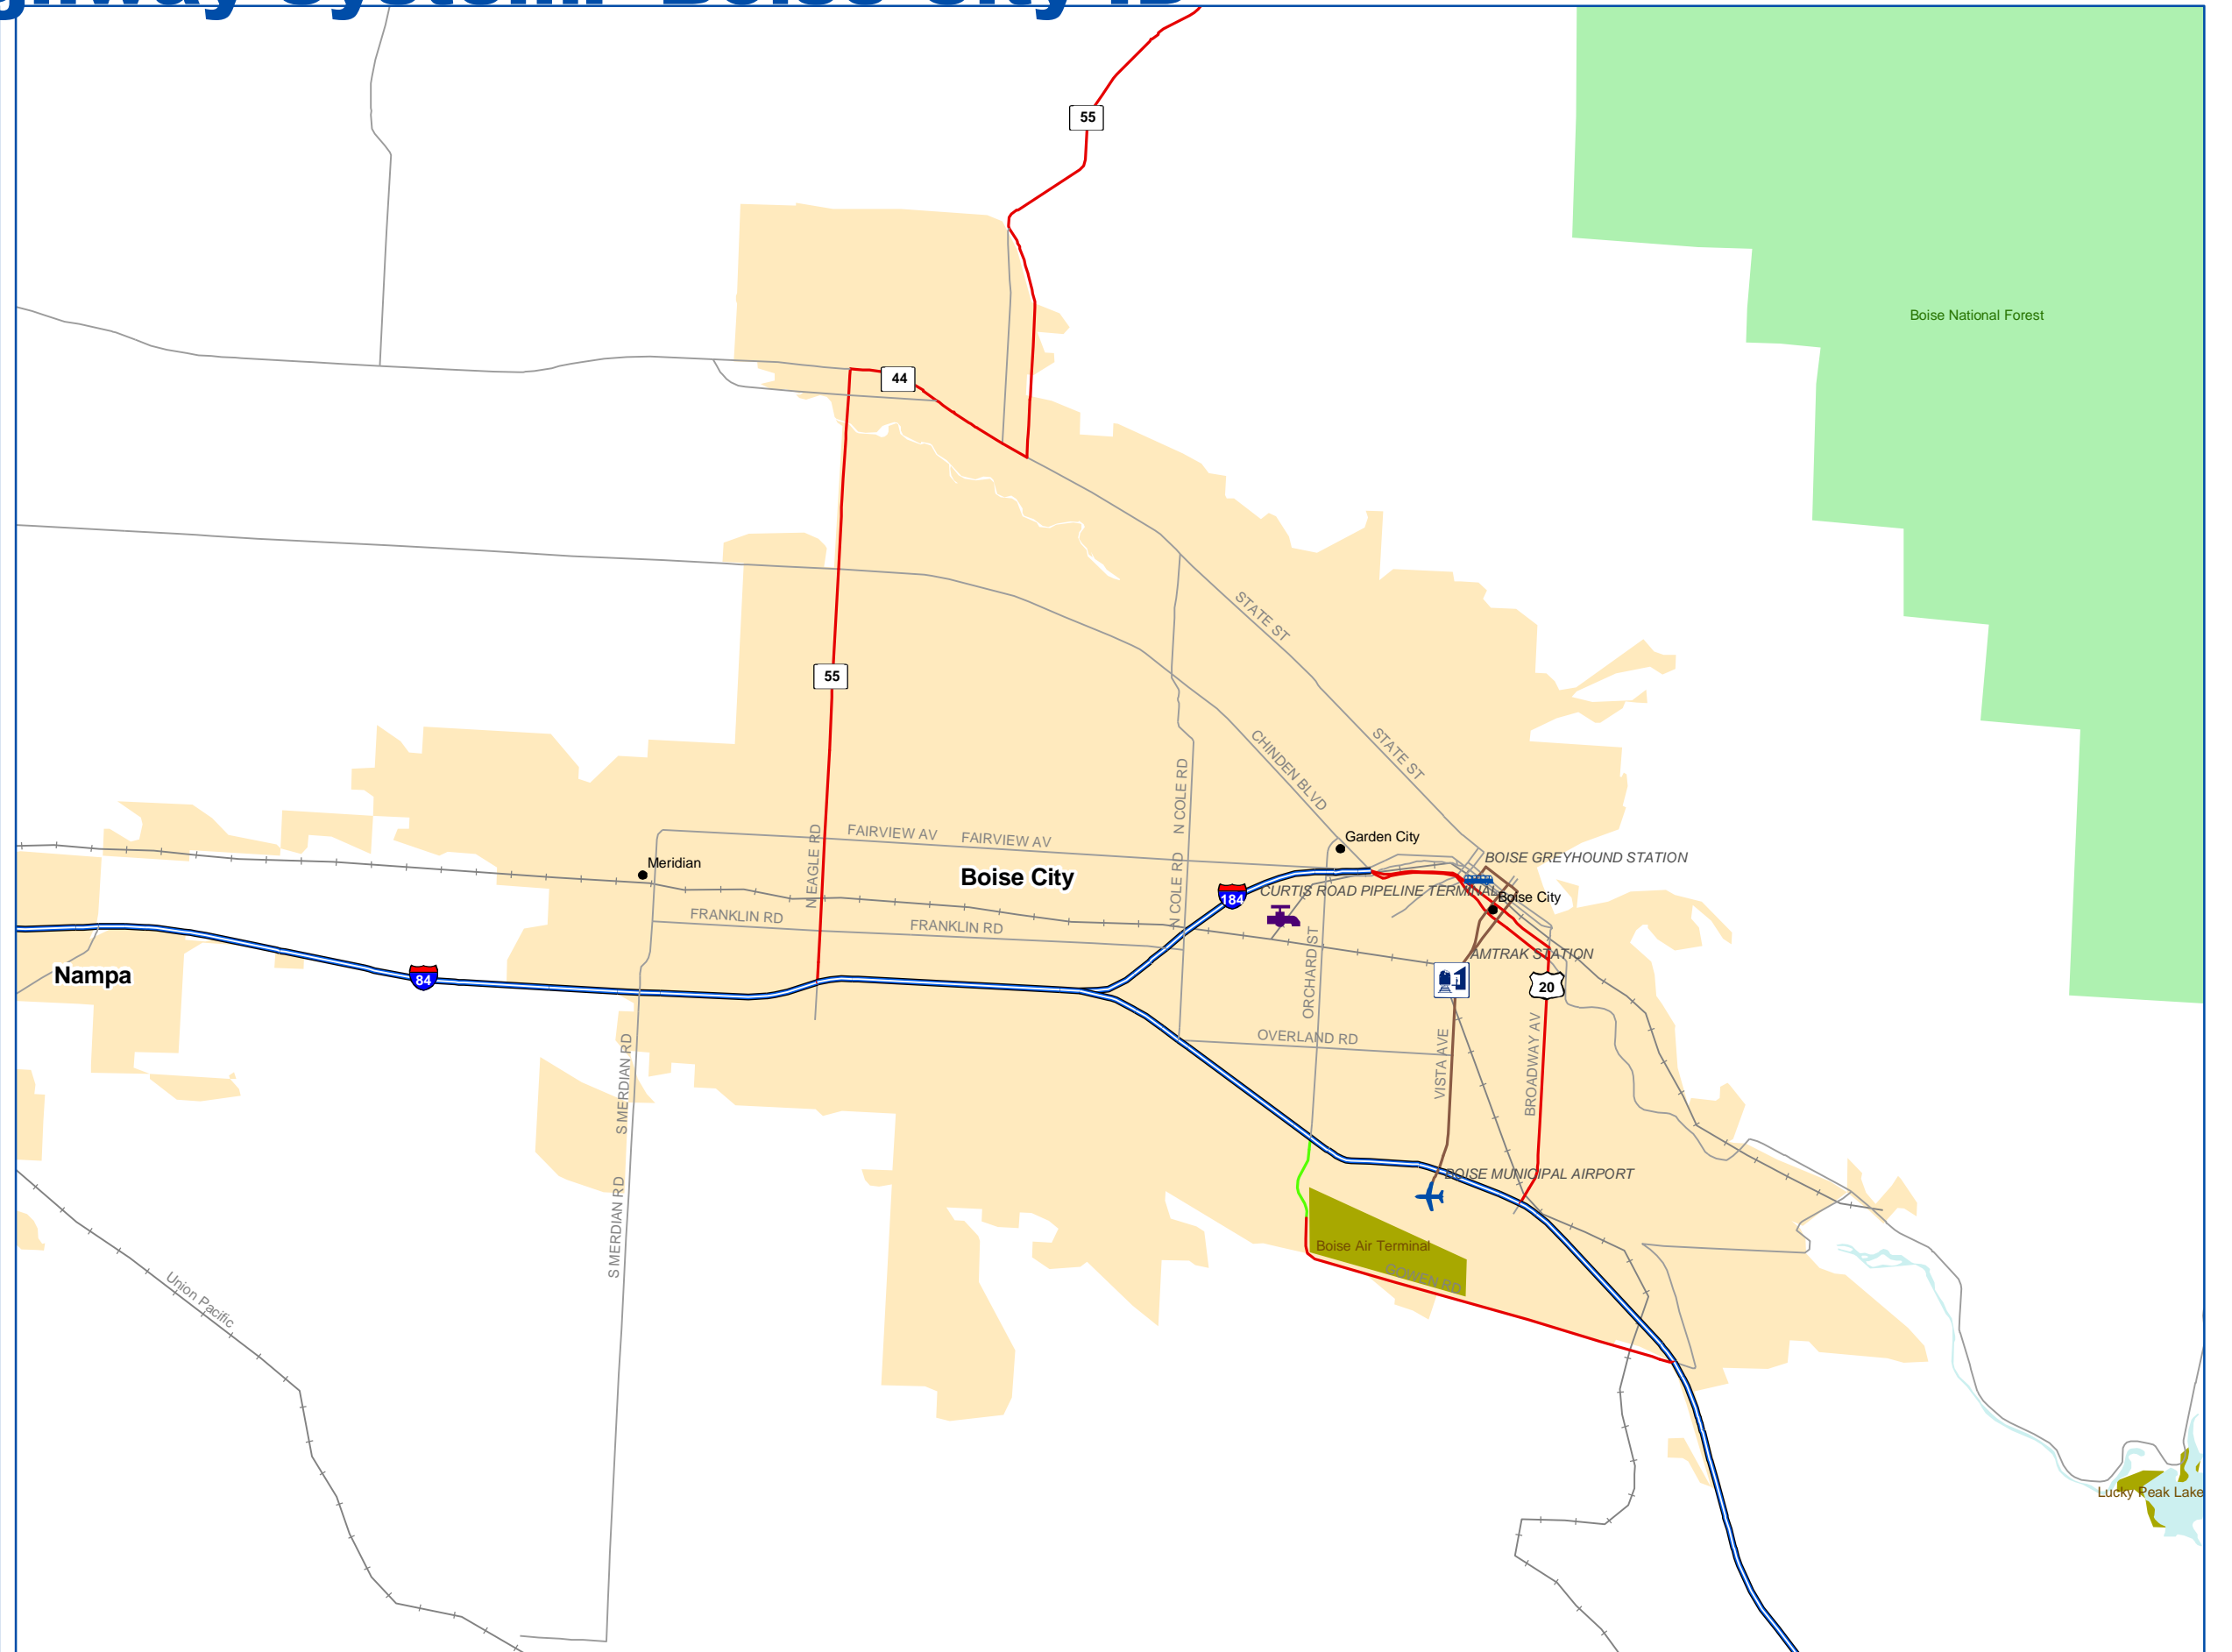 55
Boise National Forest
44
STATE ST
55
STATE ST
CHINDEN BLVD
N COLE RD
FAIRVIEW AV
FAIRVIEW AV
N EAGLE RD
Garden City
Meridian
Boise City
BOISE GREYHOUND STATION
184
CURTIS ROAD PIPELINE TERMINAL
Boise City
N COLE RD
FRANKLIN RD
FRANKLIN RD
ORCHARD ST
AMTRAK STATION
Nampa
84
20
OVERLAND RD
VISTA AVE
BROADWAY AV
S MERDIAN RD
BOISE MUNICIPAL AIRPORT
S MERDIAN RD
Boise Air Terminal
GOWEN RD
Union Pacific
Lucky Peak Lake